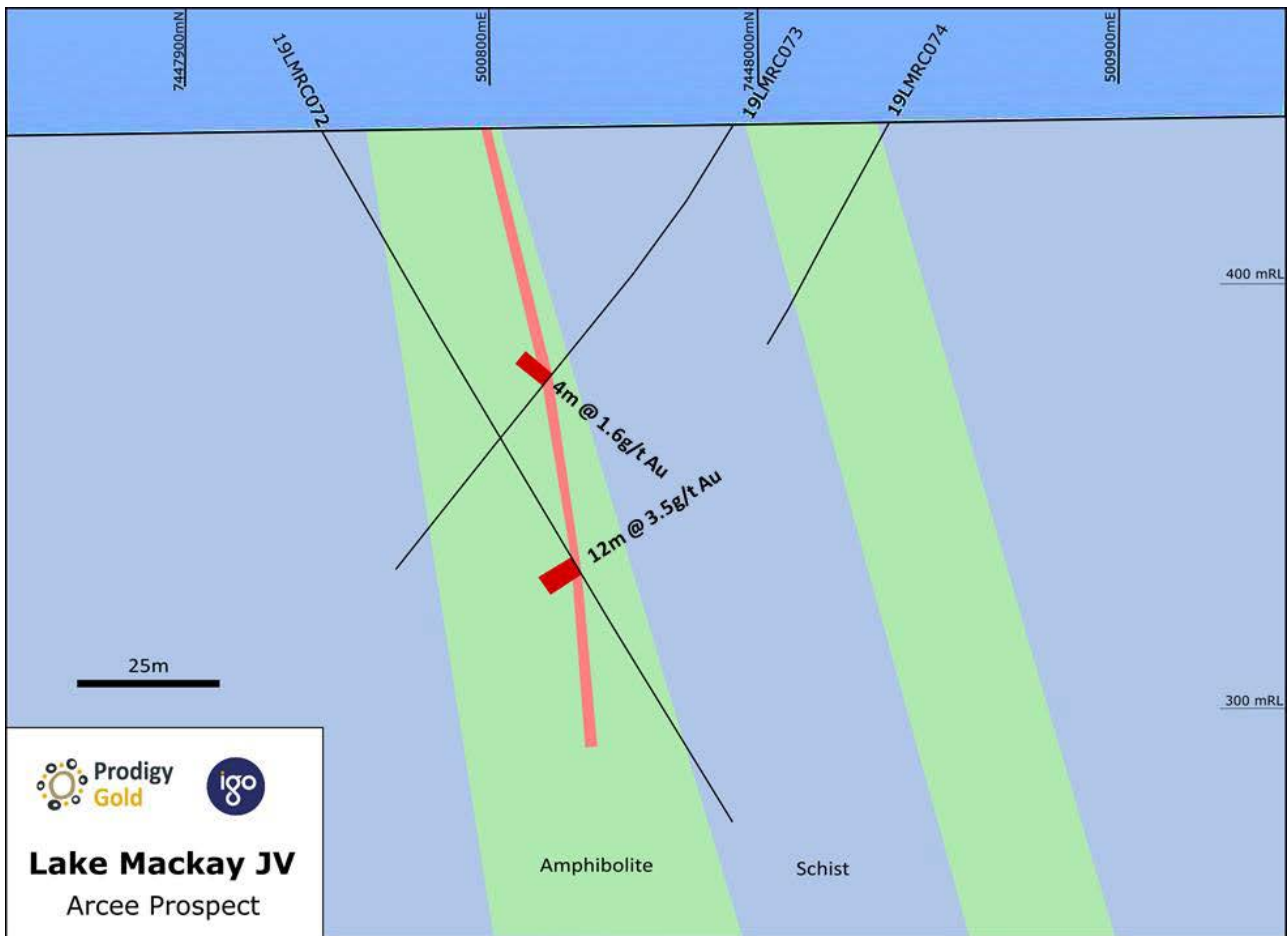 7447900mN
19LMRC072
500800mE
7448000mN
19LMRC073
19LMRC074
500900mE
400 mRL
4m @ 1.6g/t Au
12m @ 3.5g/t Au
25m
300 mRL
Prodigy
Gold
igo
Lake Mackay JV
Arcee Prospect
Amphibolite
Schist